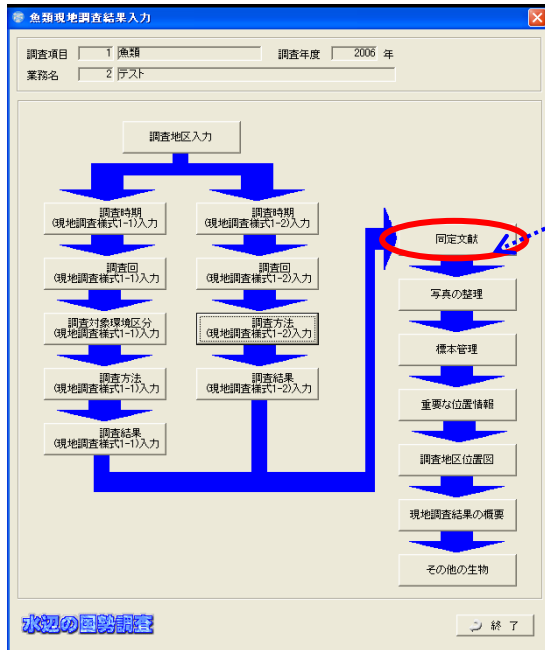 魚類現地調査結果入力
調査項目 1 魚類 調査年度 2006 年
業務名 2 テスト
調査地区入力
調査時期
(現地調査様式1-1)入力
調査回
(現地調査様式1-1)入力
調査対象環境区分
(現地調査様式1-1)入力
調査方法
(現地調査様式1-1)入力
調査結果
(現地調査様式1-1)入力
調査時期
(現地調査様式1-2)入力
調査回
(現地調査様式1-2)入力
調査方法
(現地調査様式1-2)入力
調査結果
(現地調査様式1-2)入力
同定文献
写真の整理
標本管理
重要な位置情報
調査地区位置図
現地調査結果の概要
その他の生物
水辺の国勢調査
終了